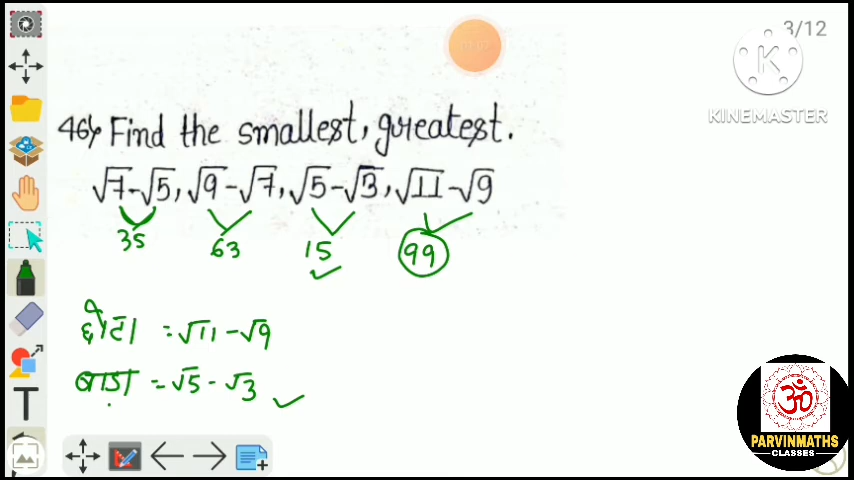 3/12
KINEMASTER
46) Find the smallest, greatest.
√7-√5, √9-√7, √5-√3, √11-√9
35 63 15 99
छोटा = √11 - √9
बड़ा = √5 - √3
T
ॐ
PARVINMATHS
CLASSES